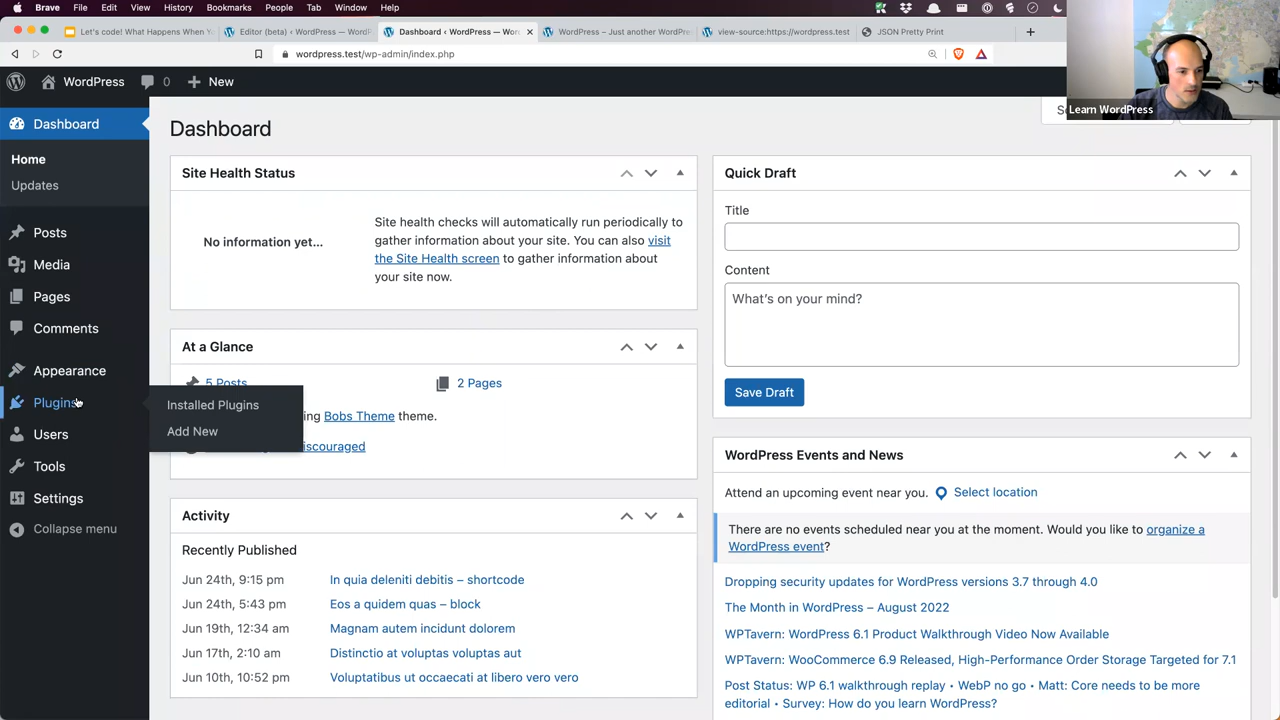 Brave File Edit View History Bookmarks People Tab Window Help
Let's code! What Happens When Y
Editor (beta) ‹ WordPress — WordP
Dashboard ‹ WordPress — Wor
WordPress – Just another WordPre
view-source:https://wordpress.test
JSON Pretty Print
wordpress.test/wp-admin/index.php
WordPress 0 New
Learn WordPress
Dashboard
Home
Updates
Posts
Media
Pages
Comments
Appearance
Plugins
Users
Tools
Settings
Collapse menu
Installed Plugins
Add New
Dashboard
Site Health Status
No information yet...
Site health checks will automatically run periodically to
gather information about your site. You can also visit
the Site Health screen to gather information about
your site now.
At a Glance
5 Posts
2 Pages
ing Bobs Theme theme.
iscouraged
Activity
Recently Published
Jun 24th, 9:15 pm In quia deleniti debitis – shortcode
Jun 24th, 5:43 pm Eos a quidem quas – block
Jun 19th, 12:34 am Magnam autem incidunt dolorem
Jun 17th, 2:10 am Distinctio at voluptas voluptas aut
Jun 10th, 10:52 pm Voluptatibus ut occaecati at libero vero vero
Quick Draft
Title
Content
What's on your mind?
Save Draft
WordPress Events and News
Attend an upcoming event near you. Select location
There are no events scheduled near you at the moment. Would you like to organize a
WordPress event?
Dropping security updates for WordPress versions 3.7 through 4.0
The Month in WordPress – August 2022
WPTavern: WordPress 6.1 Product Walkthrough Video Now Available
WPTavern: WooCommerce 6.9 Released, High-Performance Order Storage Targeted for 7.1
Post Status: WP 6.1 walkthrough replay • WebP no go • Matt: Core needs to be more
editorial • Survey: How do you learn WordPress?